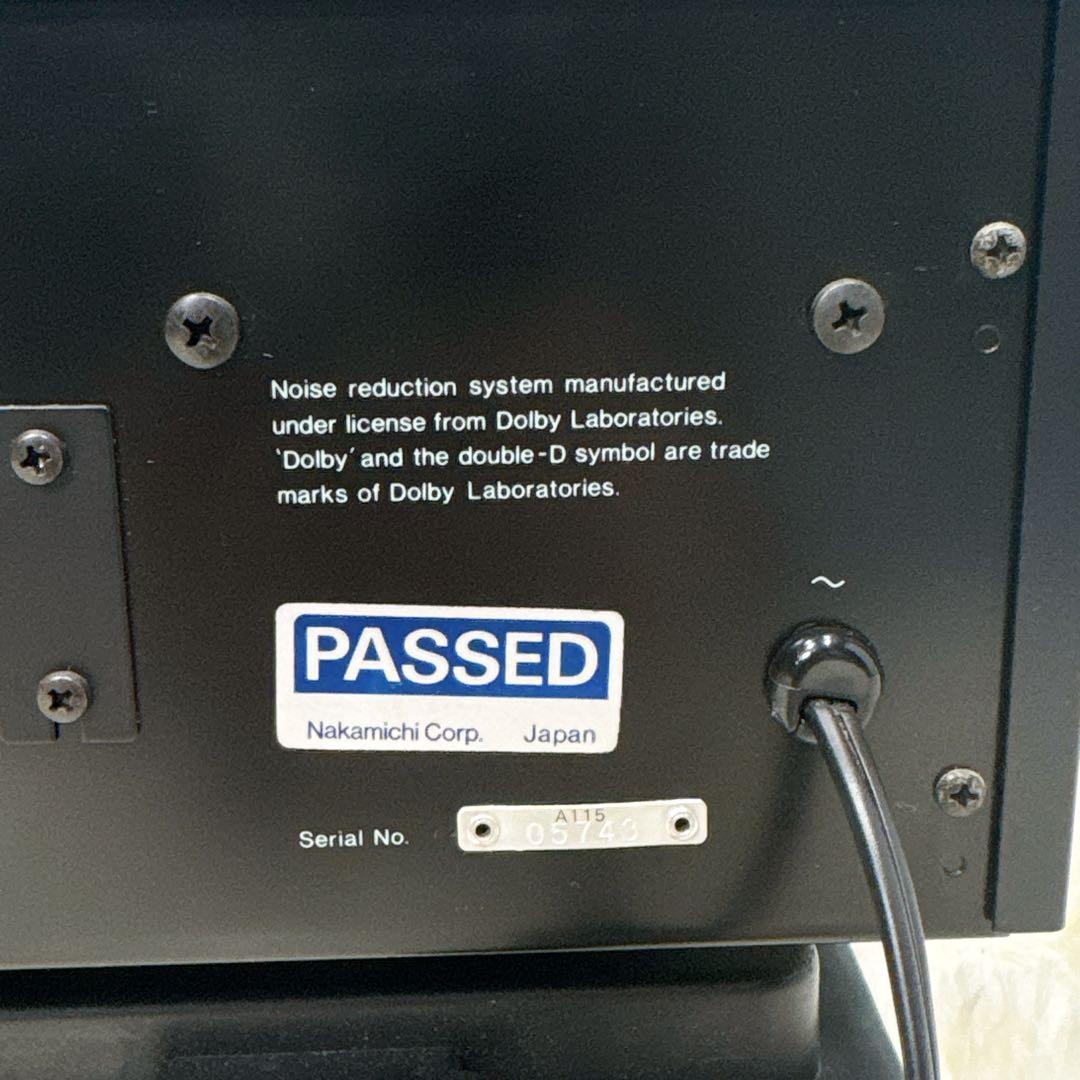 Noise reduction system manufactured
under license from Dolby Laboratories.
'Dolby' and the double-D symbol are trade
marks of Dolby Laboratories.
~
PASSED
Nakamichi Corp. Japan
A115
Serial No. 05743